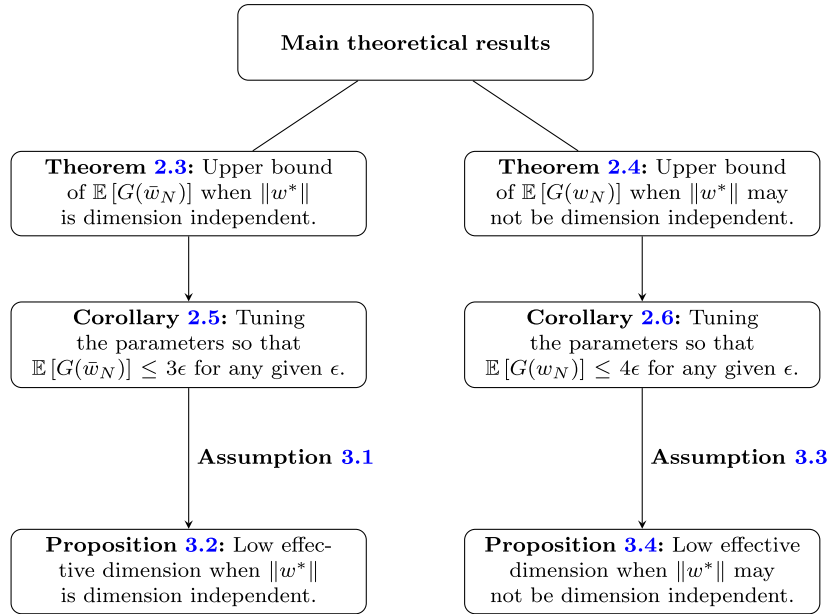 Main theoretical results
Theorem 2.3: Upper bound
of 𝔼 [G(w̄_N)] when ‖w*‖
is dimension independent.
Theorem 2.4: Upper bound
of 𝔼 [G(w_N)] when ‖w*‖ may
not be dimension independent.
Corollary 2.5: Tuning
the parameters so that
𝔼 [G(w̄_N)] ≤ 3ϵ for any given ϵ.
Corollary 2.6: Tuning
the parameters so that
𝔼 [G(w_N)] ≤ 4ϵ for any given ϵ.
Assumption 3.1
Assumption 3.3
Proposition 3.2: Low effec-
tive dimension when ‖w*‖
is dimension independent.
Proposition 3.4: Low effective
dimension when ‖w*‖ may
not be dimension independent.